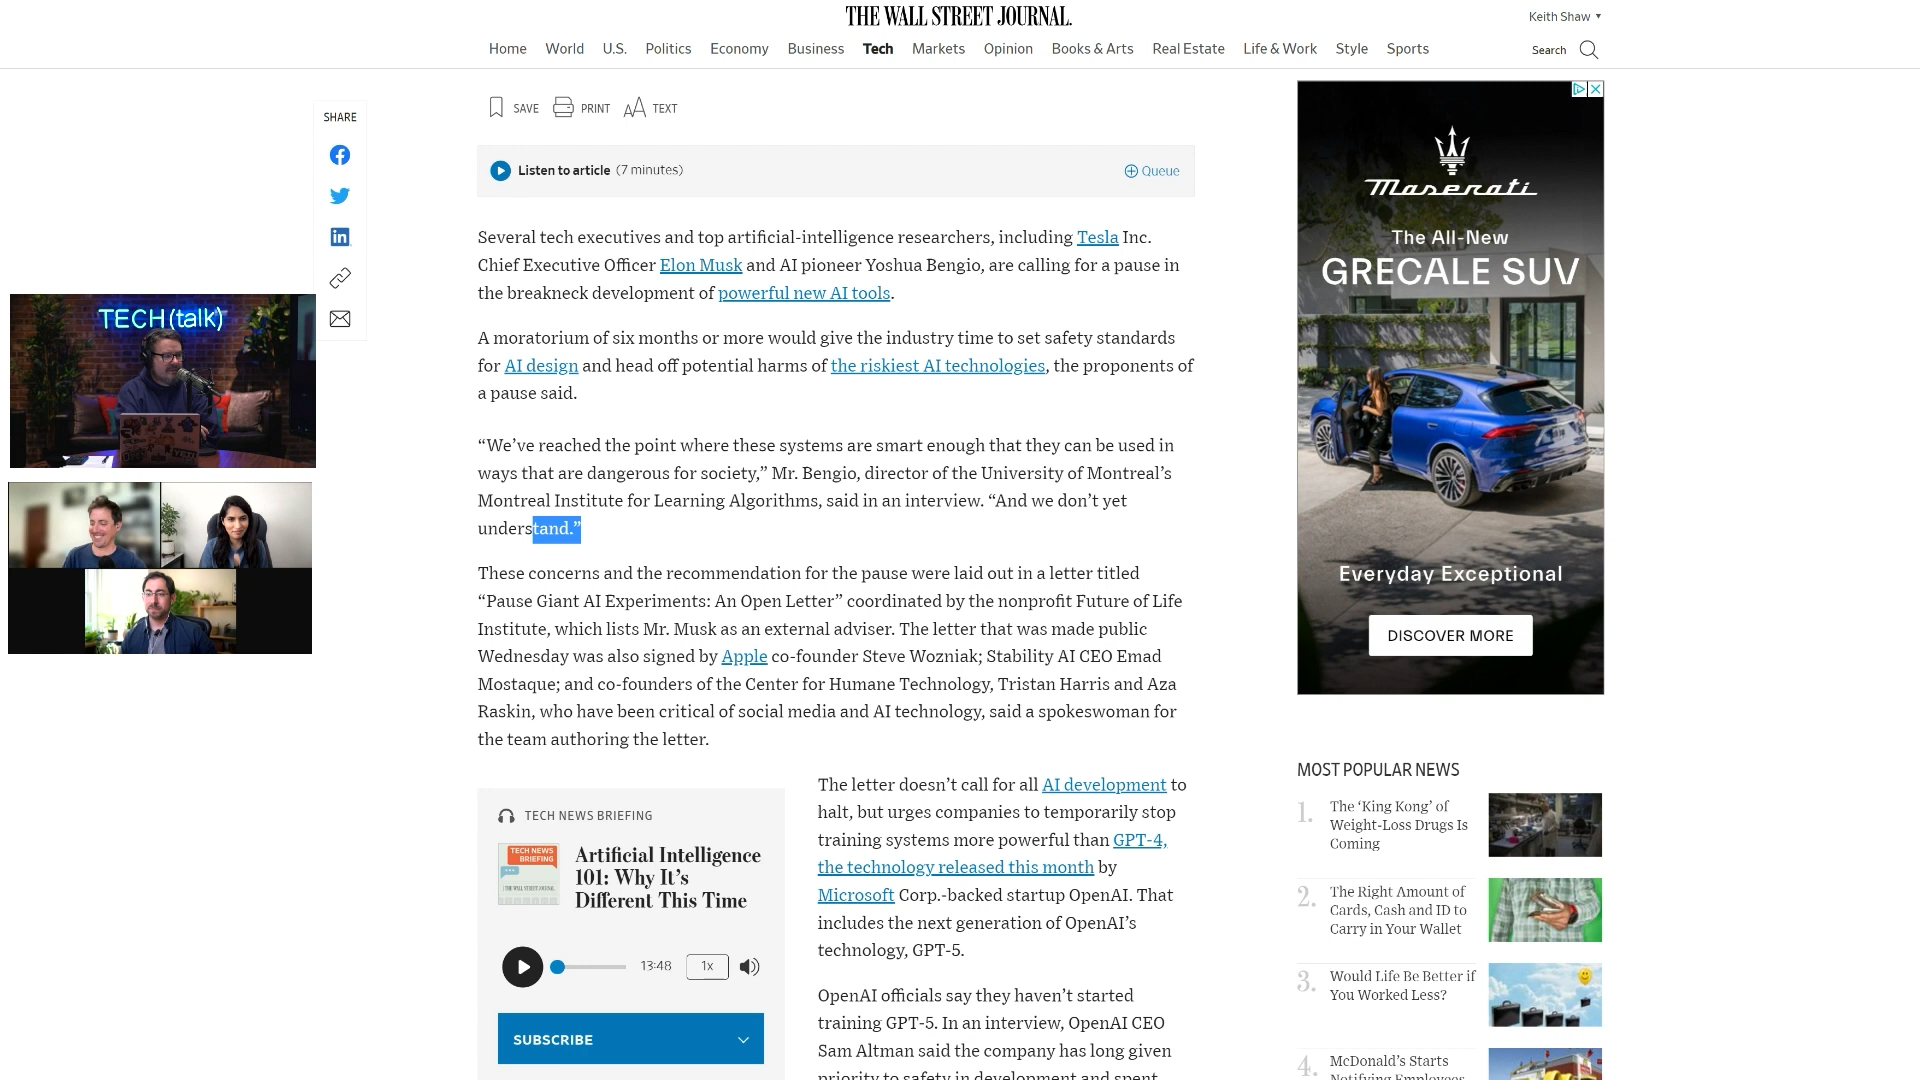 THE WALL STREET JOURNAL.
Keith Shaw
Home World U.S. Politics Economy Business Tech Markets Opinion Books & Arts Real Estate Life & Work Style Sports
Search
SHARE
SAVE PRINT AA TEXT
Listen to article (7 minutes)
Queue
Several tech executives and top artificial-intelligence researchers, including Tesla Inc.
Chief Executive Officer Elon Musk and AI pioneer Yoshua Bengio, are calling for a pause in
the breakneck development of powerful new AI tools.
A moratorium of six months or more would give the industry time to set safety standards
for AI design and head off potential harms of the riskiest AI technologies, the proponents of
a pause said.
“We’ve reached the point where these systems are smart enough that they can be used in
ways that are dangerous for society,” Mr. Bengio, director of the University of Montreal’s
Montreal Institute for Learning Algorithms, said in an interview. “And we don’t yet
understand.”
These concerns and the recommendation for the pause were laid out in a letter titled
“Pause Giant AI Experiments: An Open Letter” coordinated by the nonprofit Future of Life
Institute, which lists Mr. Musk as an external adviser. The letter that was made public
Wednesday was also signed by Apple co-founder Steve Wozniak; Stability AI CEO Emad
Mostaque; and co-founders of the Center for Humane Technology, Tristan Harris and Aza
Raskin, who have been critical of social media and AI technology, said a spokeswoman for
the team authoring the letter.
TECH NEWS BRIEFING
TECH NEWS
BRIEFING
THE WALL STREET JOURNAL
Artificial Intelligence
101: Why It’s
Different This Time
13:48
1x
SUBSCRIBE
The letter doesn’t call for all AI development to
halt, but urges companies to temporarily stop
training systems more powerful than GPT-4,
the technology released this month by
Microsoft Corp.-backed startup OpenAI. That
includes the next generation of OpenAI’s
technology, GPT-5.
OpenAI officials say they haven’t started
training GPT-5. In an interview, OpenAI CEO
Sam Altman said the company has long given
priority to safety in development and spent
TECH(talk)
Maserati
The All-New
GRECALE SUV
Everyday Exceptional
DISCOVER MORE
MOST POPULAR NEWS
1.
The ‘King Kong’ of
Weight-Loss Drugs Is
Coming
2.
The Right Amount of
Cards, Cash and ID to
Carry in Your Wallet
3.
Would Life Be Better if
You Worked Less?
4.
McDonald’s Starts
Notifying Employees